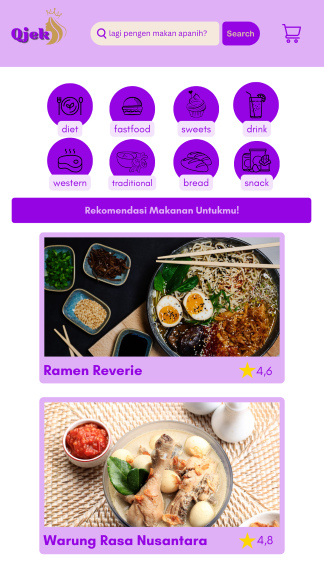 Qjek
lagi pengen makan apanih?
Search
diet
fastfood
sweets
drink
western
traditional
bread
snack
Rekomendasi Makanan Untukmu!
Ramen Reverie
4,6
Warung Rasa Nusantara
4,8